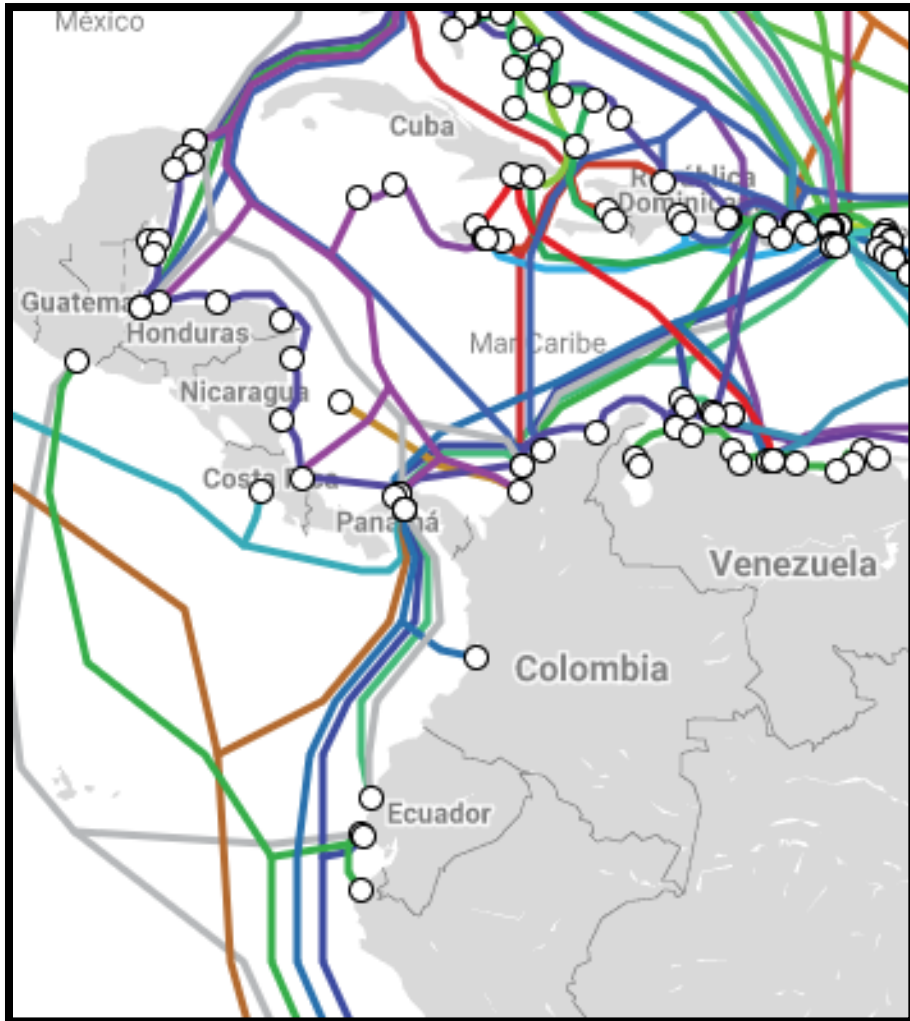 México
Cuba
República
Dominicana
Guatemala
Honduras
Mar Caribe
Nicaragua
Costa Rica
Panamá
Venezuela
Colombia
Ecuador